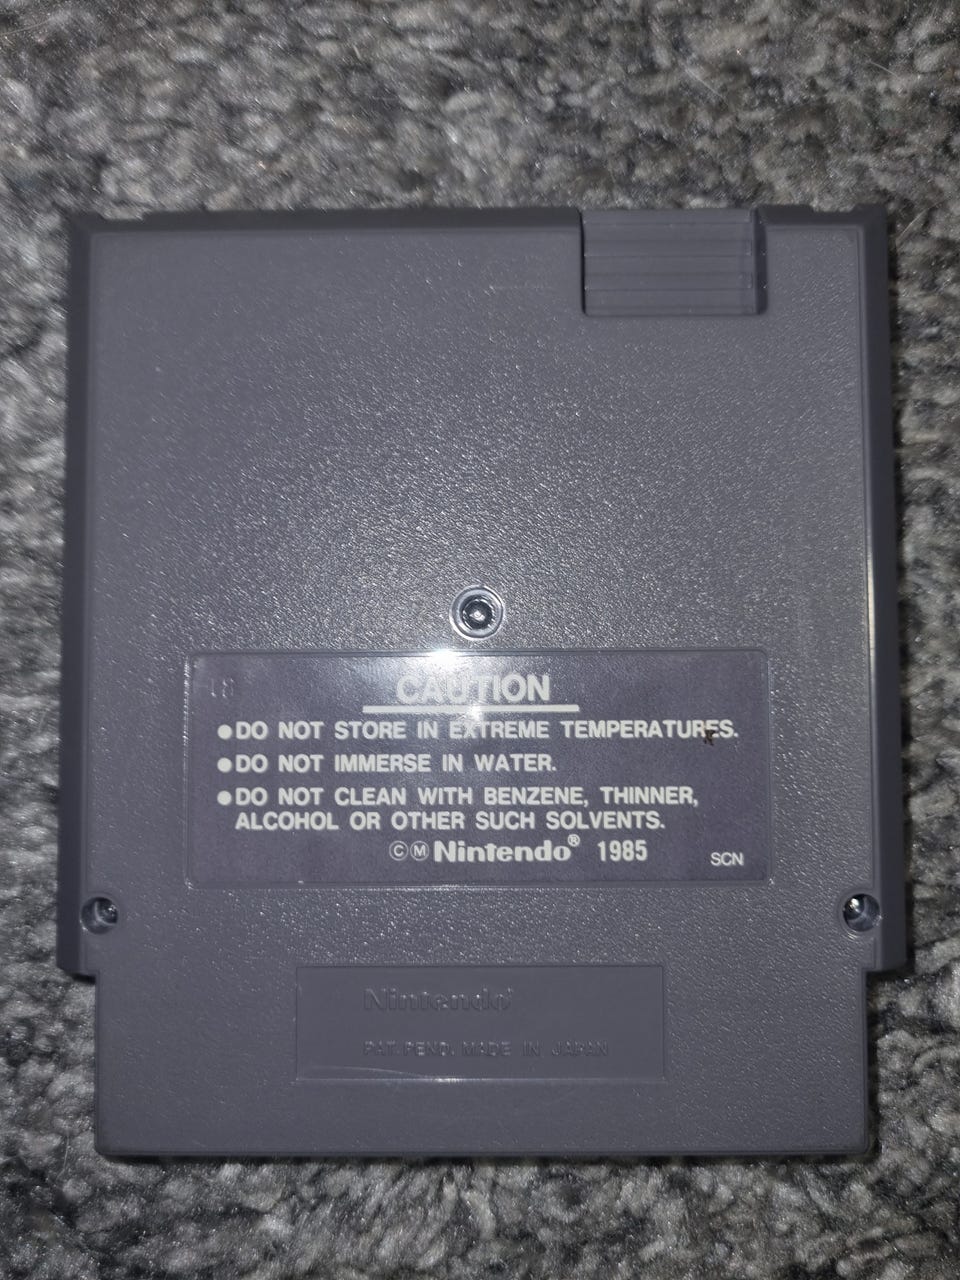 18
CAUTION
●DO NOT STORE IN EXTREME TEMPERATURES.
●DO NOT IMMERSE IN WATER.
●DO NOT CLEAN WITH BENZENE, THINNER,
ALCOHOL OR OTHER SUCH SOLVENTS.
ⒸⓂNintendo® 1985
SCN
Nintendo®
PAT. PEND. MADE IN JAPAN